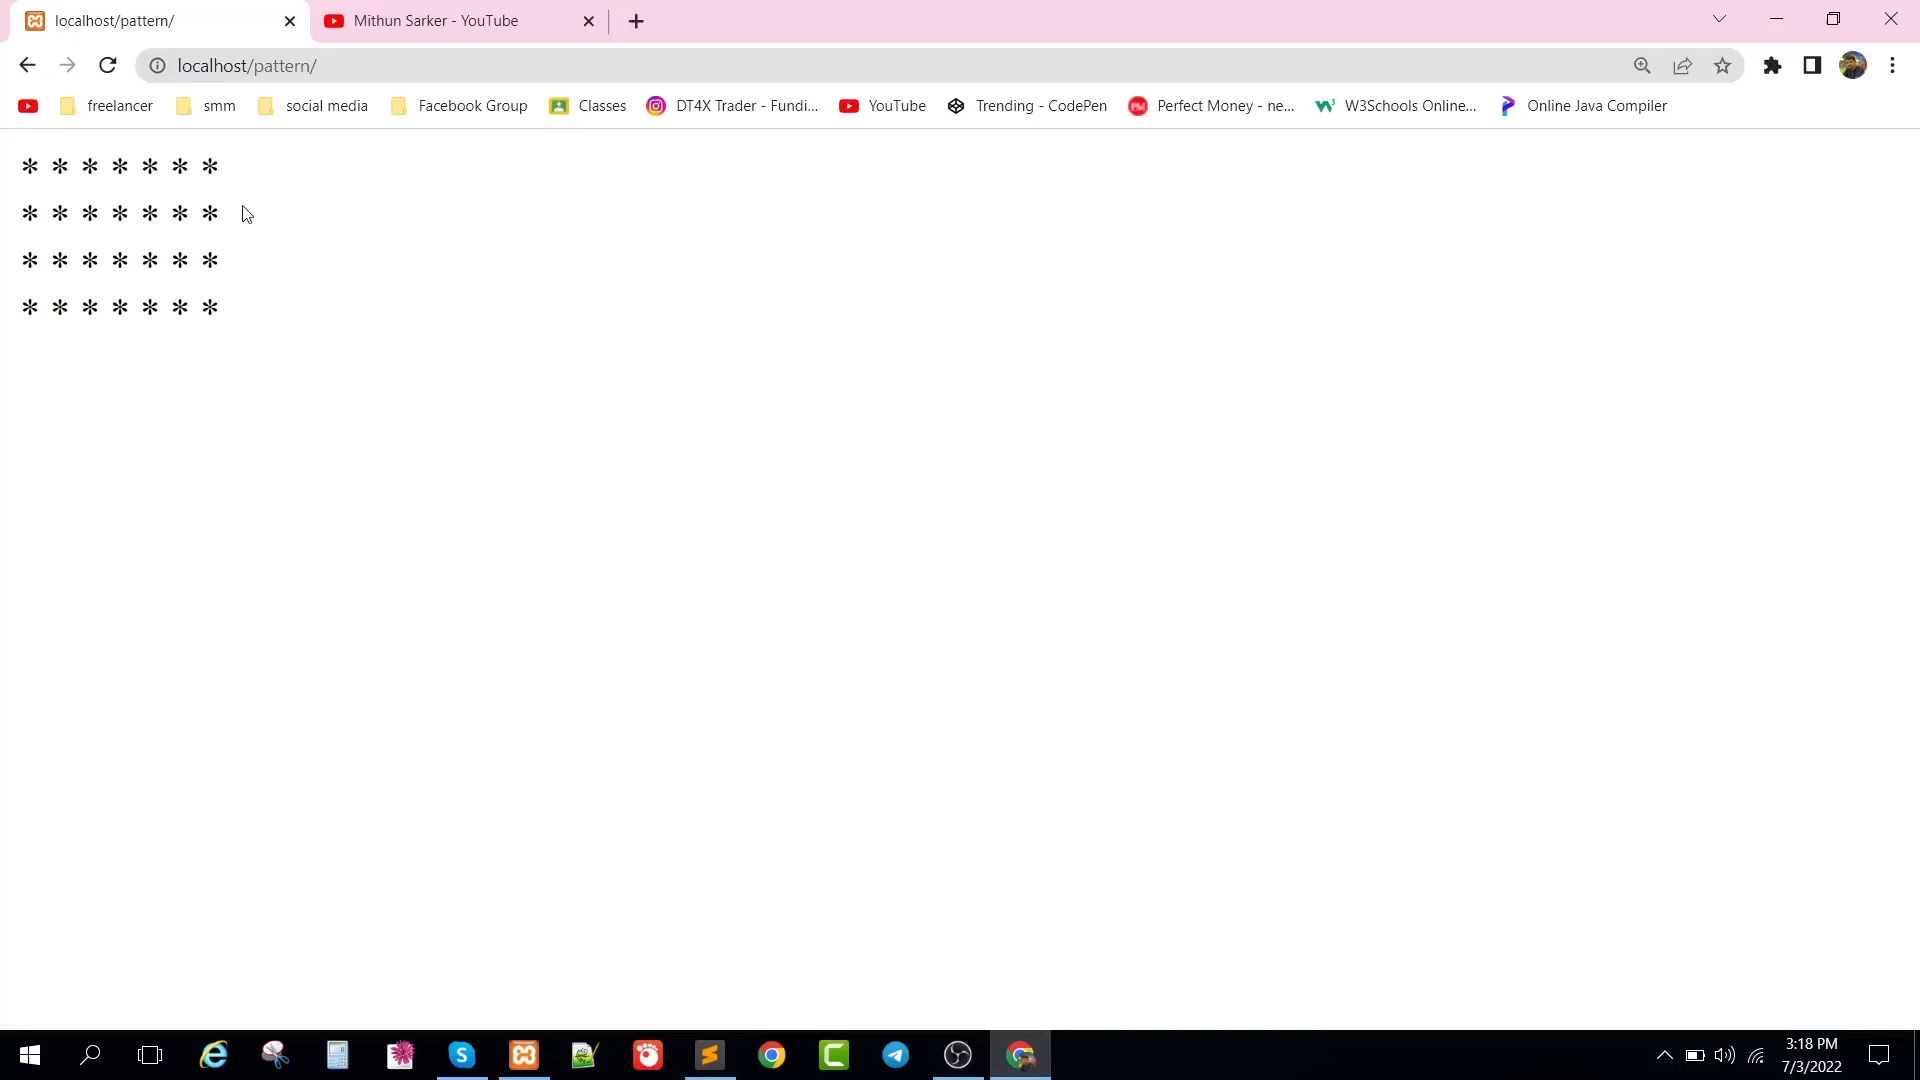 localhost/pattern/
Mithun Sarker - YouTube
localhost/pattern/
freelancer
smm
social media
Facebook Group
Classes
DT4X Trader - Fundi...
YouTube
Trending - CodePen
Perfect Money - ne...
W3Schools Online...
Online Java Compiler
* * * * * * *
* * * * * * *
* * * * * * *
* * * * * * *
3:18 PM
7/3/2022